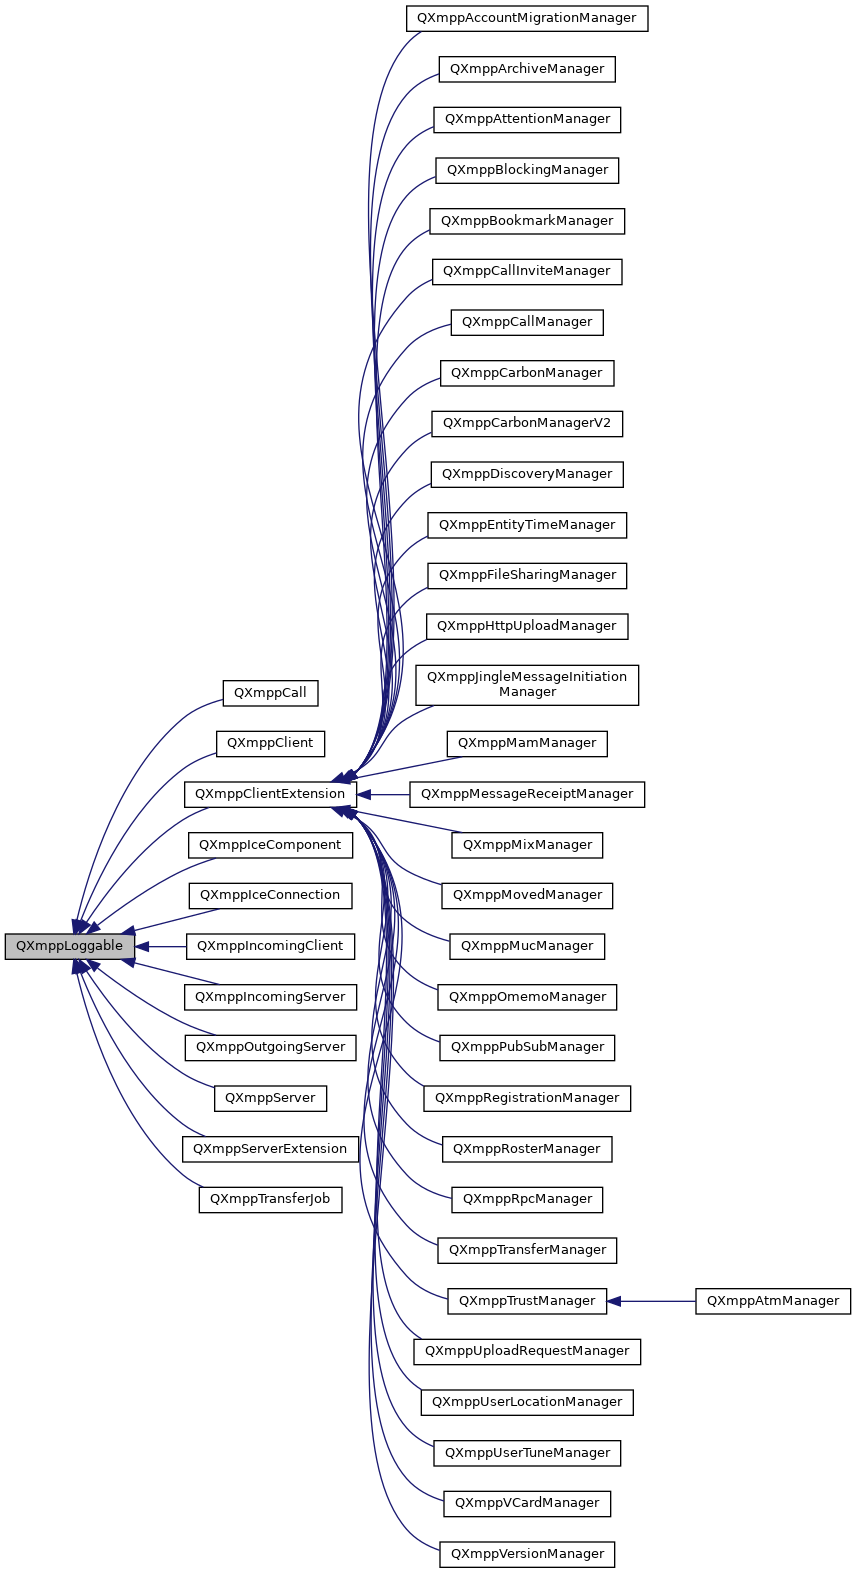 QXmppLoggable
QXmppCall
QXmppClient
QXmppClientExtension
QXmppIceComponent
QXmppIceConnection
QXmppIncomingClient
QXmppIncomingServer
QXmppOutgoingServer
QXmppServer
QXmppServerExtension
QXmppTransferJob
QXmppAccountMigrationManager
QXmppArchiveManager
QXmppAttentionManager
QXmppBlockingManager
QXmppBookmarkManager
QXmppCallInviteManager
QXmppCallManager
QXmppCarbonManager
QXmppCarbonManagerV2
QXmppDiscoveryManager
QXmppEntityTimeManager
QXmppFileSharingManager
QXmppHttpUploadManager
QXmppJingleMessageInitiation
Manager
QXmppMamManager
QXmppMessageReceiptManager
QXmppMixManager
QXmppMovedManager
QXmppMucManager
QXmppOmemoManager
QXmppPubSubManager
QXmppRegistrationManager
QXmppRosterManager
QXmppRpcManager
QXmppTransferManager
QXmppTrustManager
QXmppUploadRequestManager
QXmppUserLocationManager
QXmppUserTuneManager
QXmppVCardManager
QXmppVersionManager
QXmppAtmManager